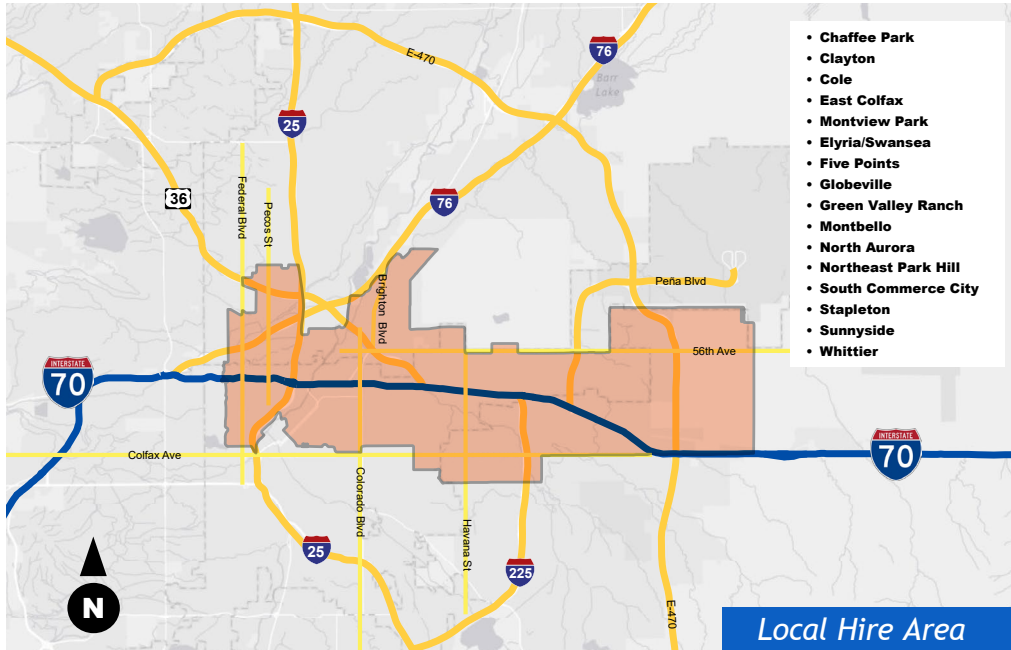 • Chaffee Park
• Clayton
• Cole
• East Colfax
• Montview Park
• Elyria/Swansea
• Five Points
• Globeville
• Green Valley Ranch
• Montbello
• North Aurora
• Northeast Park Hill
• South Commerce City
• Stapleton
• Sunnyside
• Whittier
E-470
76
Barr
Lake
25
36
76
Federal Blvd
Pecos St
Brighton Blvd
Peña Blvd
56th Ave
INTERSTATE
70
Colfax Ave
INTERSTATE
70
Colorado Blvd
Havana St
25
225
E-470
N
Local Hire Area